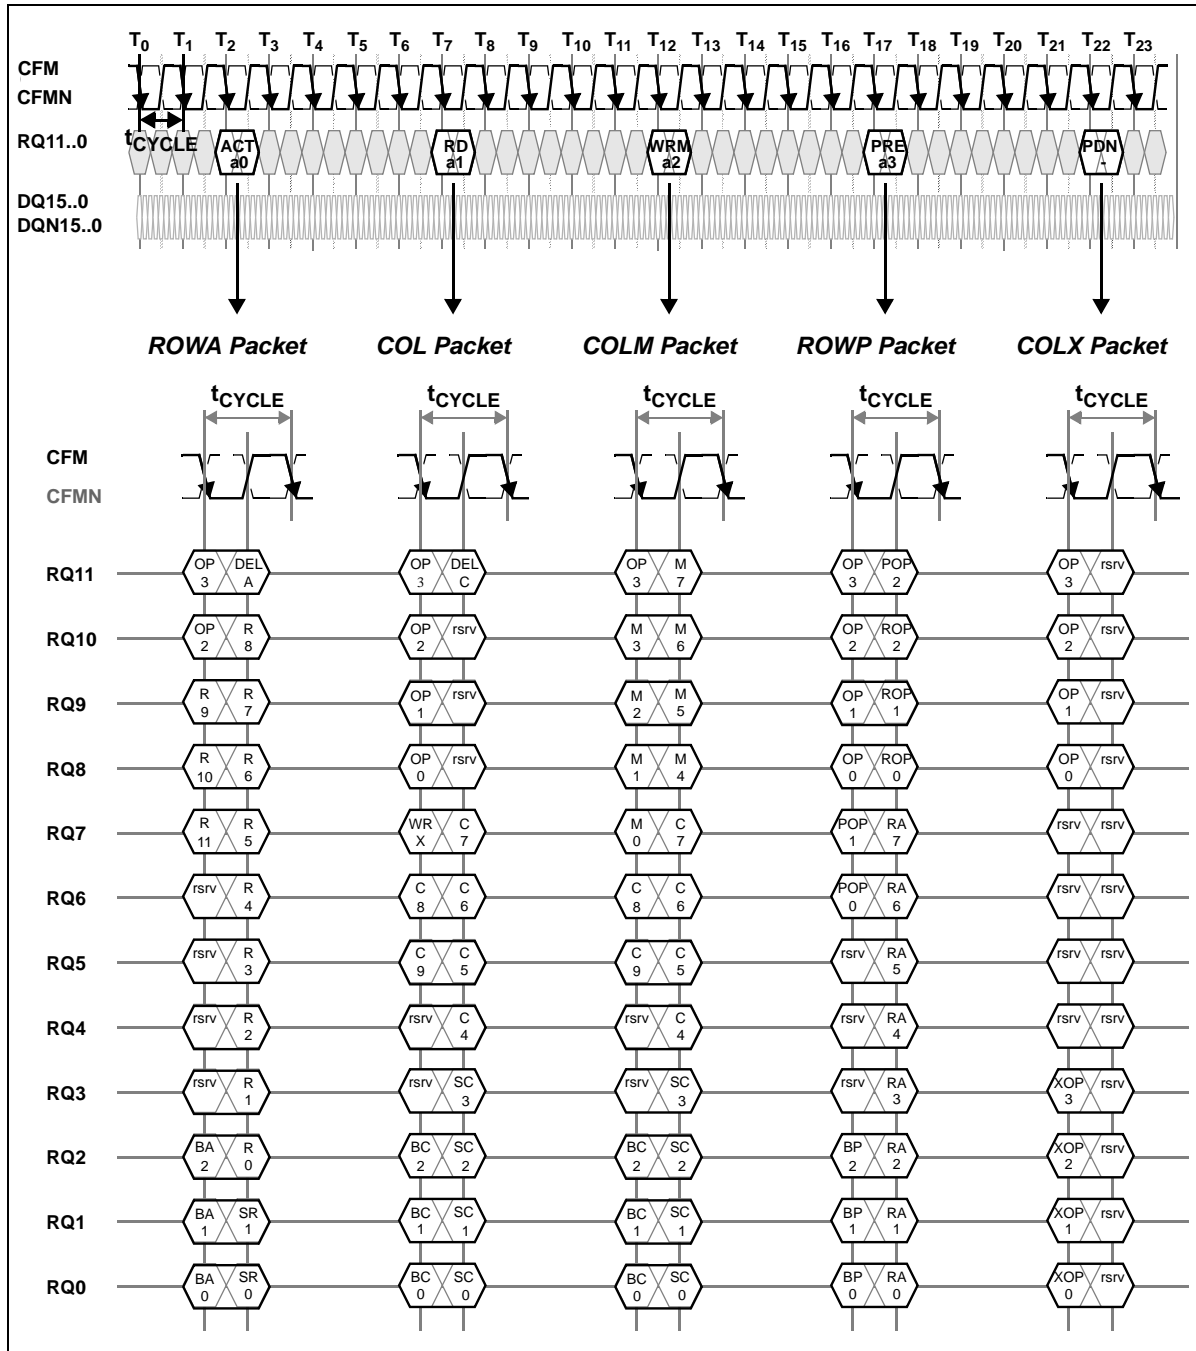 T0 T1 T2 T3 T4 T5 T6 T7 T8 T9 T10 T11 T12 T13 T14 T15 T16 T17 T18 T19 T20 T21 T22 T23
CFM
CFMN
tCYCLE
RQ11..0 ACT a0 RD a1 WRM a2 PRE a3 PDN -
DQ15..0
DQN15..0
ROWA Packet COL Packet COLM Packet ROWP Packet COLX Packet
tCYCLE tCYCLE tCYCLE tCYCLE tCYCLE
CFM
CFMN
RQ11 OP 3 DEL A OP 3 DEL C OP 3 M 7 OP 3 POP 2 OP 3 rsrv
RQ10 OP 2 R 8 OP 2 rsrv M 3 M 6 OP 2 ROP 2 OP 2 rsrv
RQ9 R 9 R 7 OP 1 rsrv M 2 M 5 OP 1 ROP 1 OP 1 rsrv
RQ8 R 10 R 6 OP 0 rsrv M 1 M 4 OP 0 ROP 0 OP 0 rsrv
RQ7 R 11 R 5 WR X C 7 M 0 C 7 POP 1 RA 7 rsrv rsrv
RQ6 rsrv R 4 C 8 C 6 C 8 C 6 POP 0 RA 6 rsrv rsrv
RQ5 rsrv R 3 C 9 C 5 C 9 C 5 rsrv RA 5 rsrv rsrv
RQ4 rsrv R 2 rsrv C 4 rsrv C 4 rsrv RA 4 rsrv rsrv
RQ3 rsrv R 1 rsrv SC 3 rsrv SC 3 rsrv RA 3 XOP 3 rsrv
RQ2 BA 2 R 0 BC 2 SC 2 BC 2 SC 2 BP 2 RA 2 XOP 2 rsrv
RQ1 BA 1 SR 1 BC 1 SC 1 BC 1 SC 1 BP 1 RA 1 XOP 1 rsrv
RQ0 BA 0 SR 0 BC 0 SC 0 BC 0 SC 0 BP 0 RA 0 XOP 0 rsrv